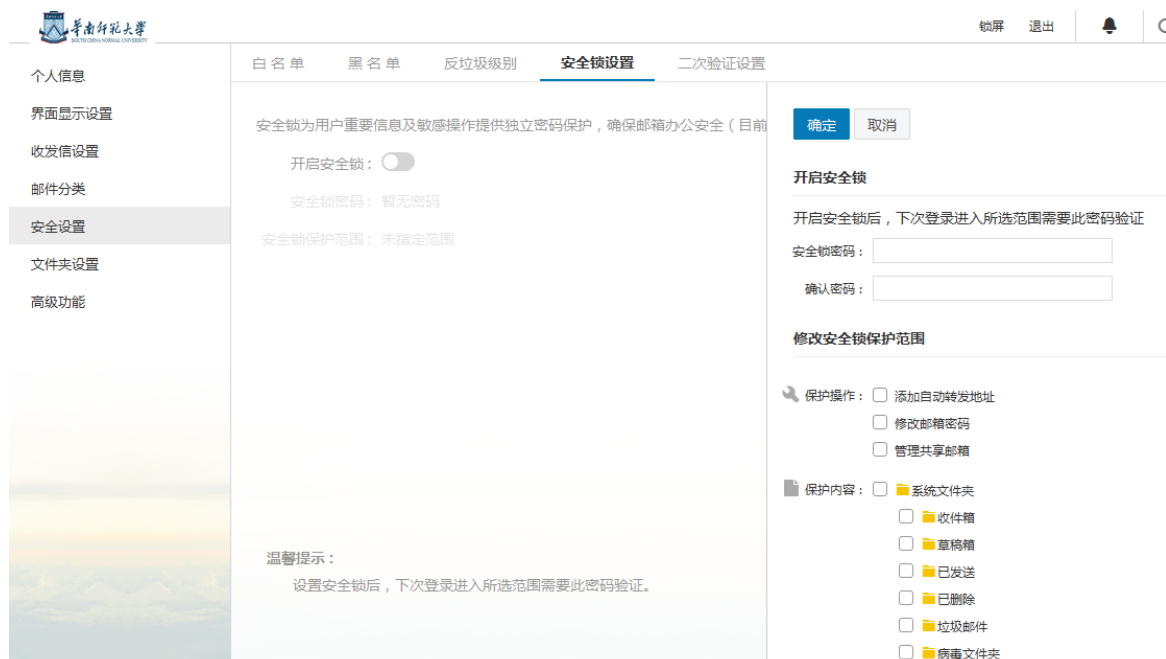 華南師範大學
SOUTH CHINA NORMAL UNIVERSITY
锁屏 退出
个人信息
界面显示设置
收发信设置
邮件分类
安全设置
文件夹设置
高级功能
白名单 黑名单 反垃圾级别 安全锁设置 二次验证设置
安全锁为用户重要信息及敏感操作提供独立密码保护，确保邮箱办公安全（目前
开启安全锁：
安全锁密码：暂无密码
安全锁保护范围：未指定范围
温馨提示：
设置安全锁后，下次登录进入所选范围需要此密码验证。
确定 取消
开启安全锁
开启安全锁后，下次登录进入所选范围需要此密码验证
安全锁密码：
确认密码：
修改安全锁保护范围
保护操作： 添加自动转发地址
修改邮箱密码
管理共享邮箱
保护内容： 系统文件夹
收件箱
草稿箱
已发送
已删除
垃圾邮件
病毒文件夹